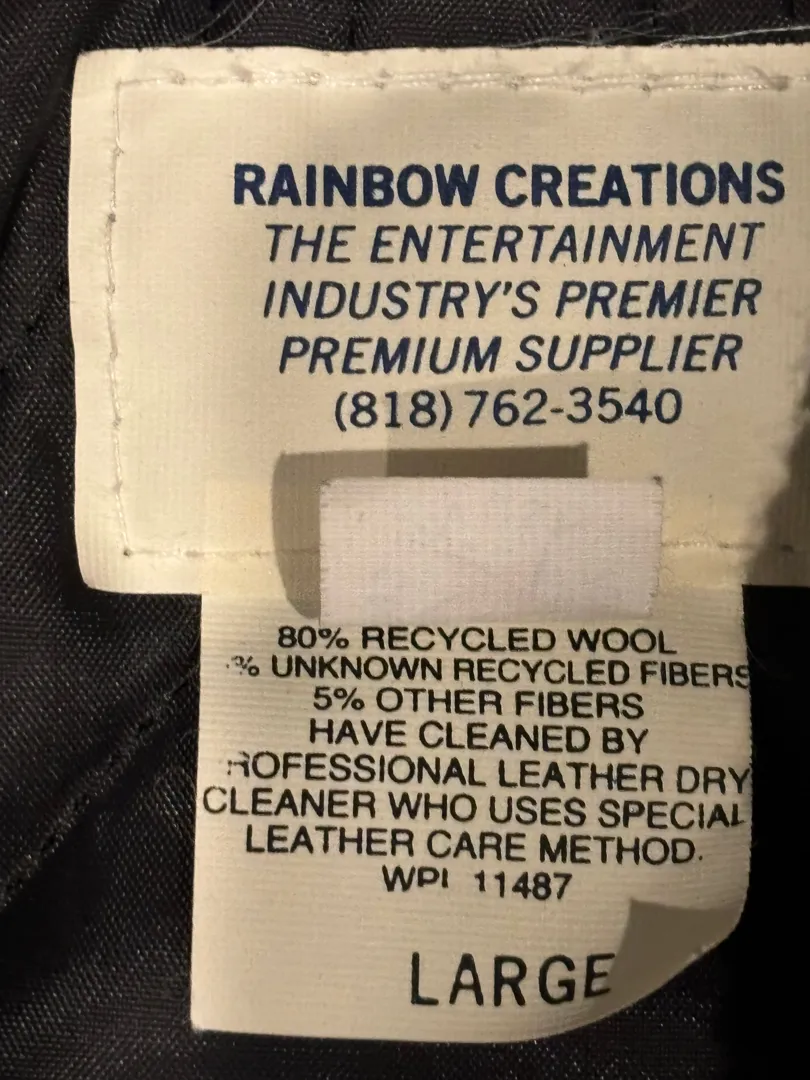 RAINBOW CREATIONS
THE ENTERTAINMENT
INDUSTRY'S PREMIER
PREMIUM SUPPLIER
(818) 762-3540
80% RECYCLED WOOL
% UNKNOWN RECYCLED FIBERS
5% OTHER FIBERS
HAVE CLEANED BY
ROFESSIONAL LEATHER DRY
CLEANER WHO USES SPECIAL
LEATHER CARE METHOD.
WPI 11487
LARGE